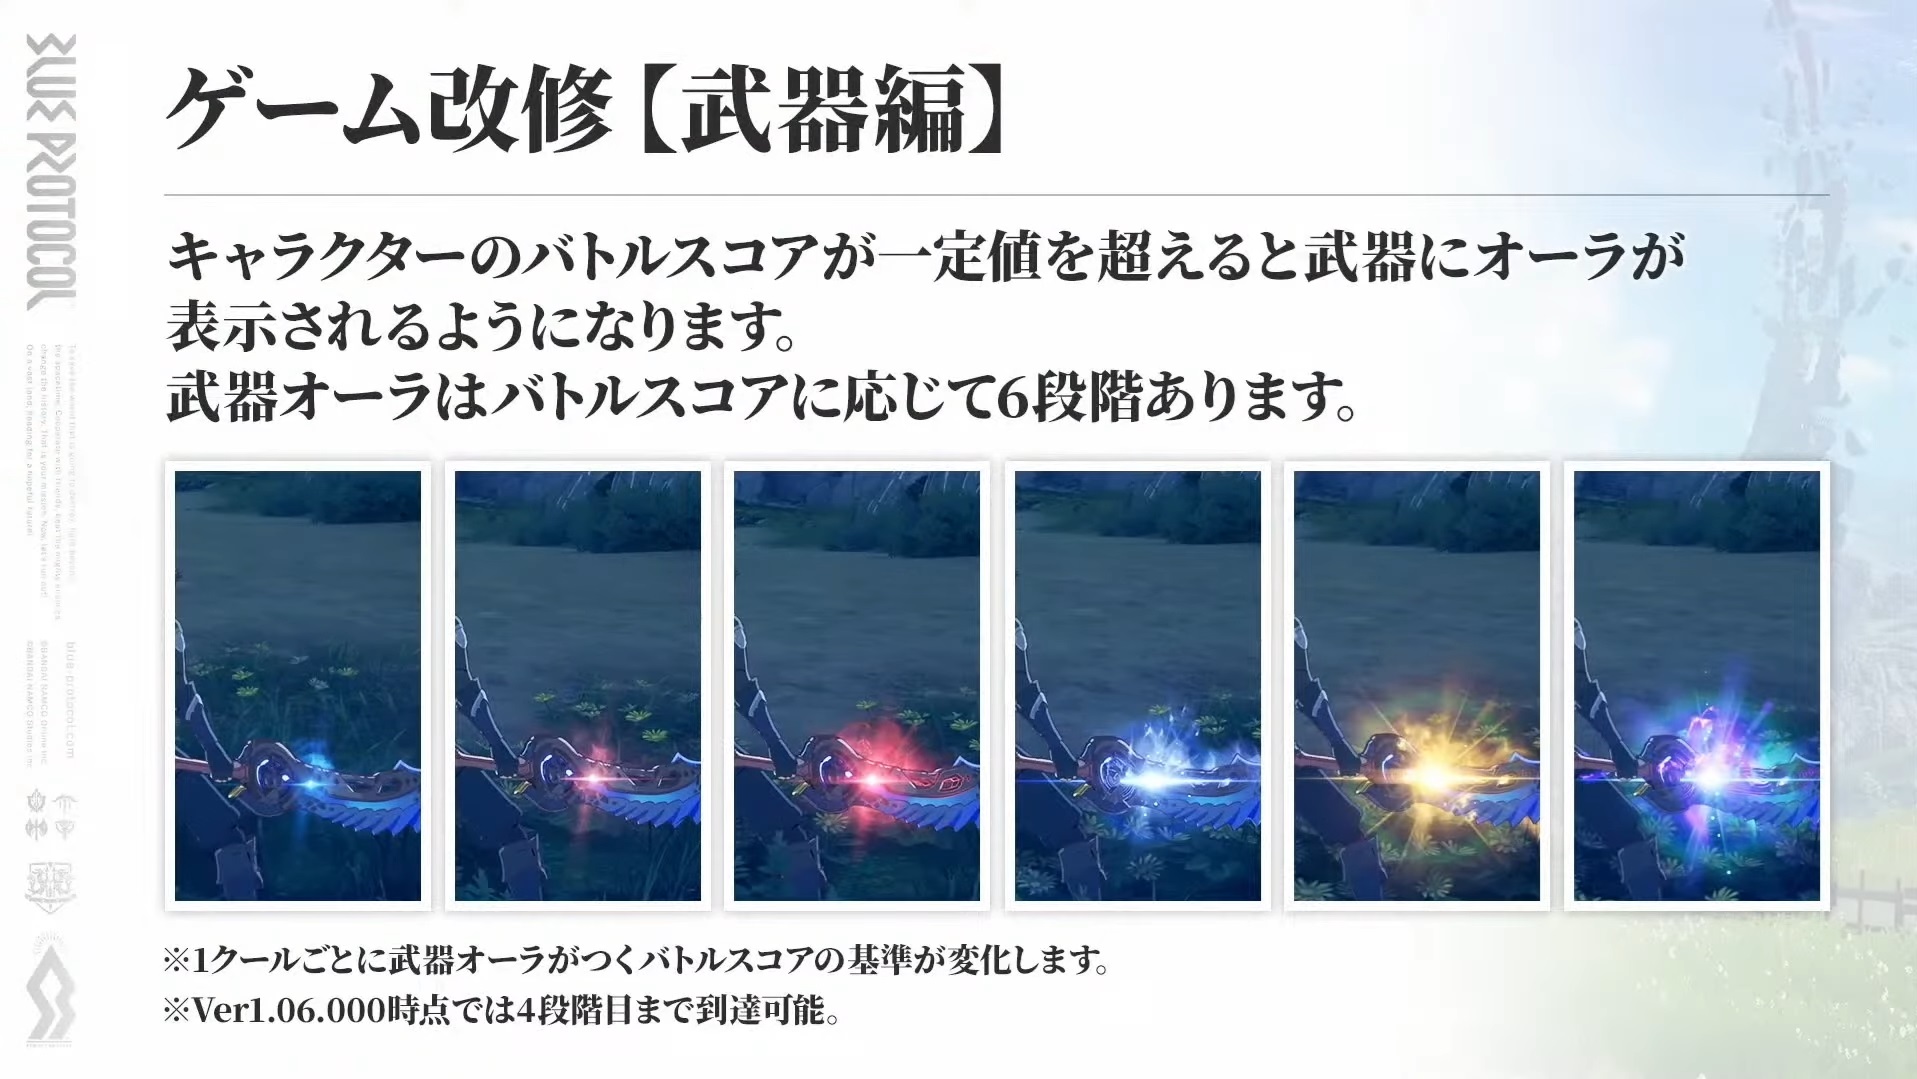 BLUE PROTOCOL
ゲーム改修【武器編】
キャラクターのバトルスコアが一定値を超えると武器にオーラが
表示されるようになります。
武器オーラはバトルスコアに応じて6段階あります。
※1クールごとに武器オーラがつくバトルスコアの基準が変化します。
※Ver1.06.000時点では4段階目まで到達可能。
blue-protocol.com